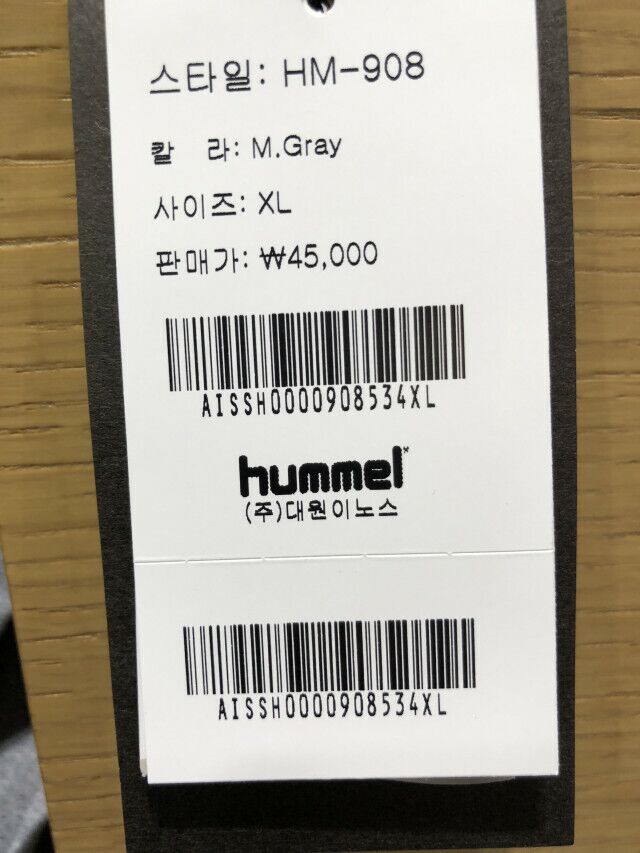 스타일: HM-908
칼 라: M.Gray
사이즈: XL
판매가: ₩45,000
AISSH0000908534XL
hummel
(주)대원이노스
AISSH0000908534XL